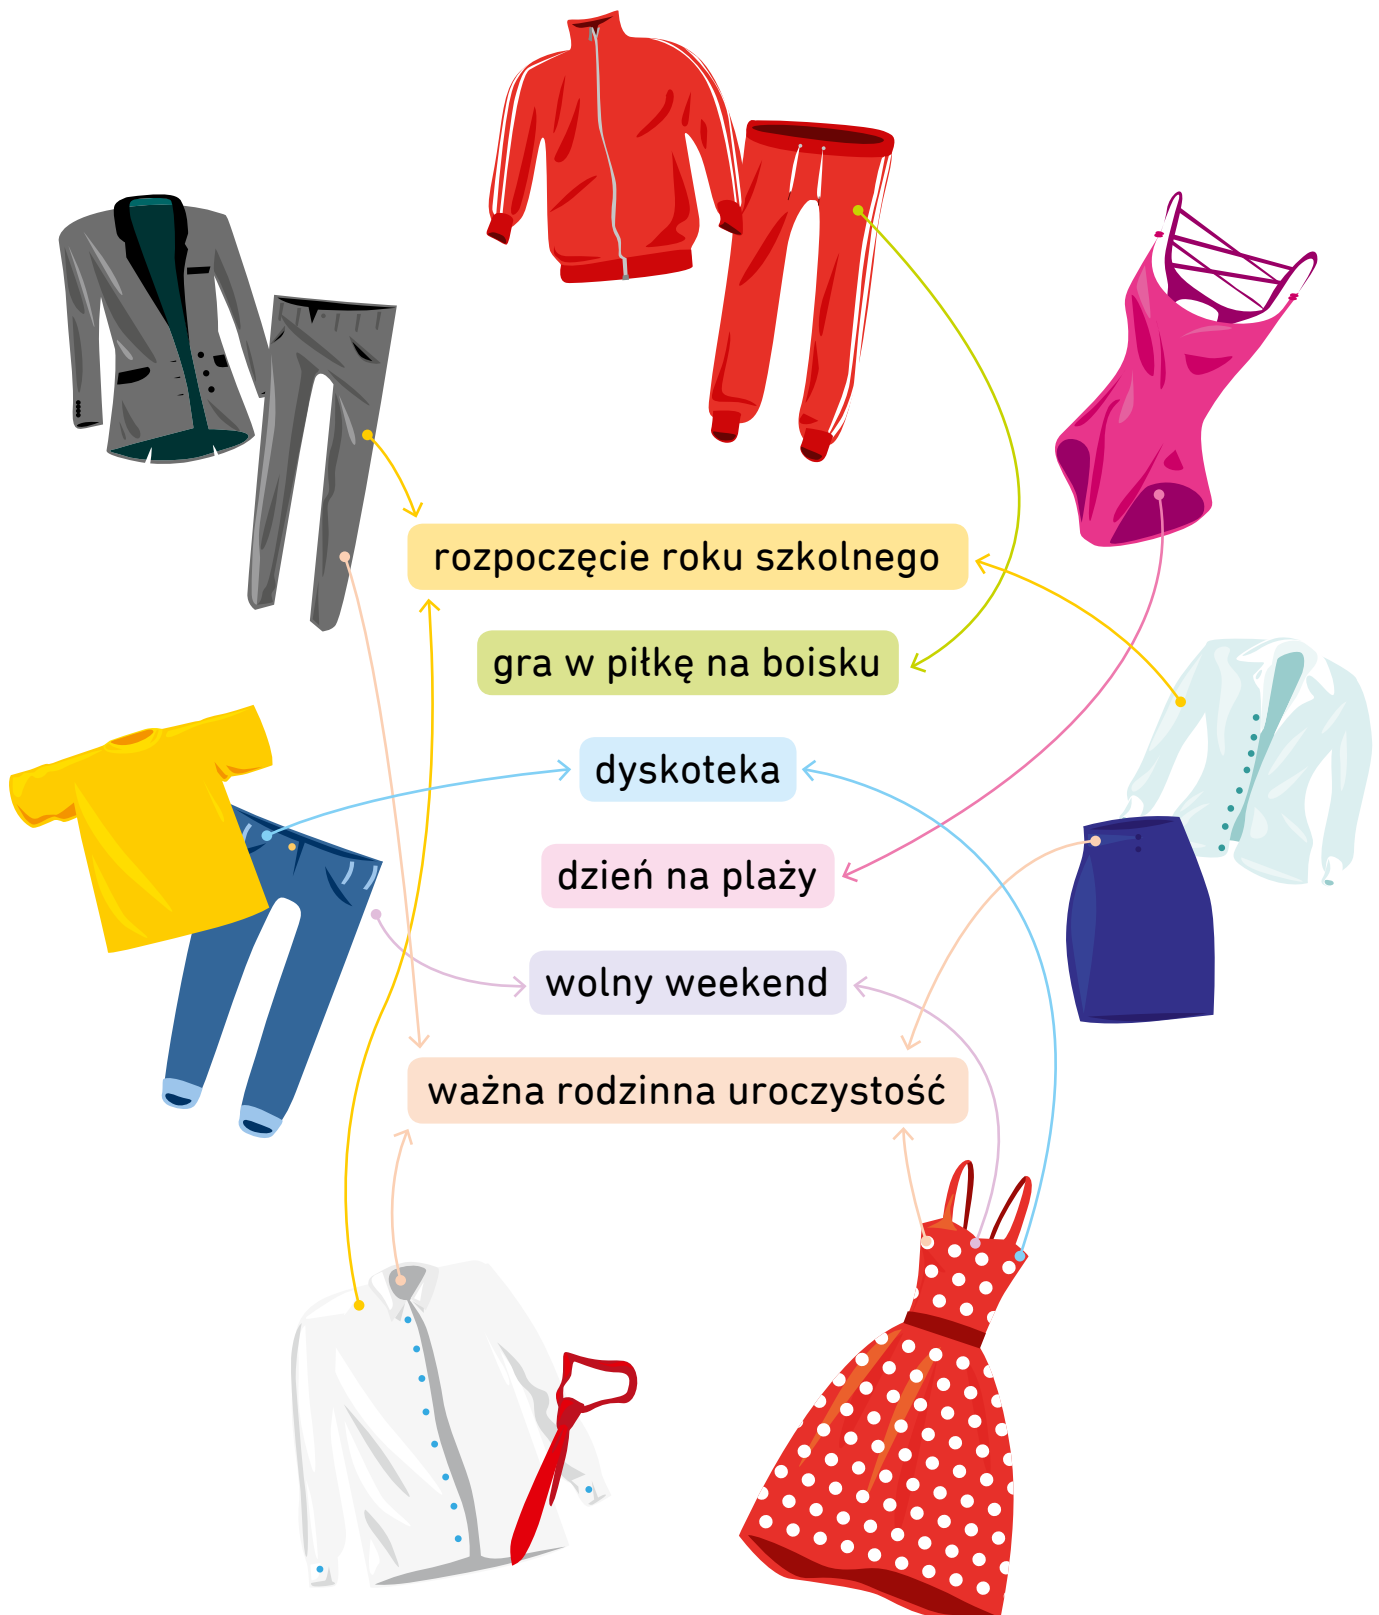 rozpoczęcie roku szkolnego
gra w piłkę na boisku
dyskoteka
dzień na plaży
wolny weekend
ważna rodzinna uroczystość